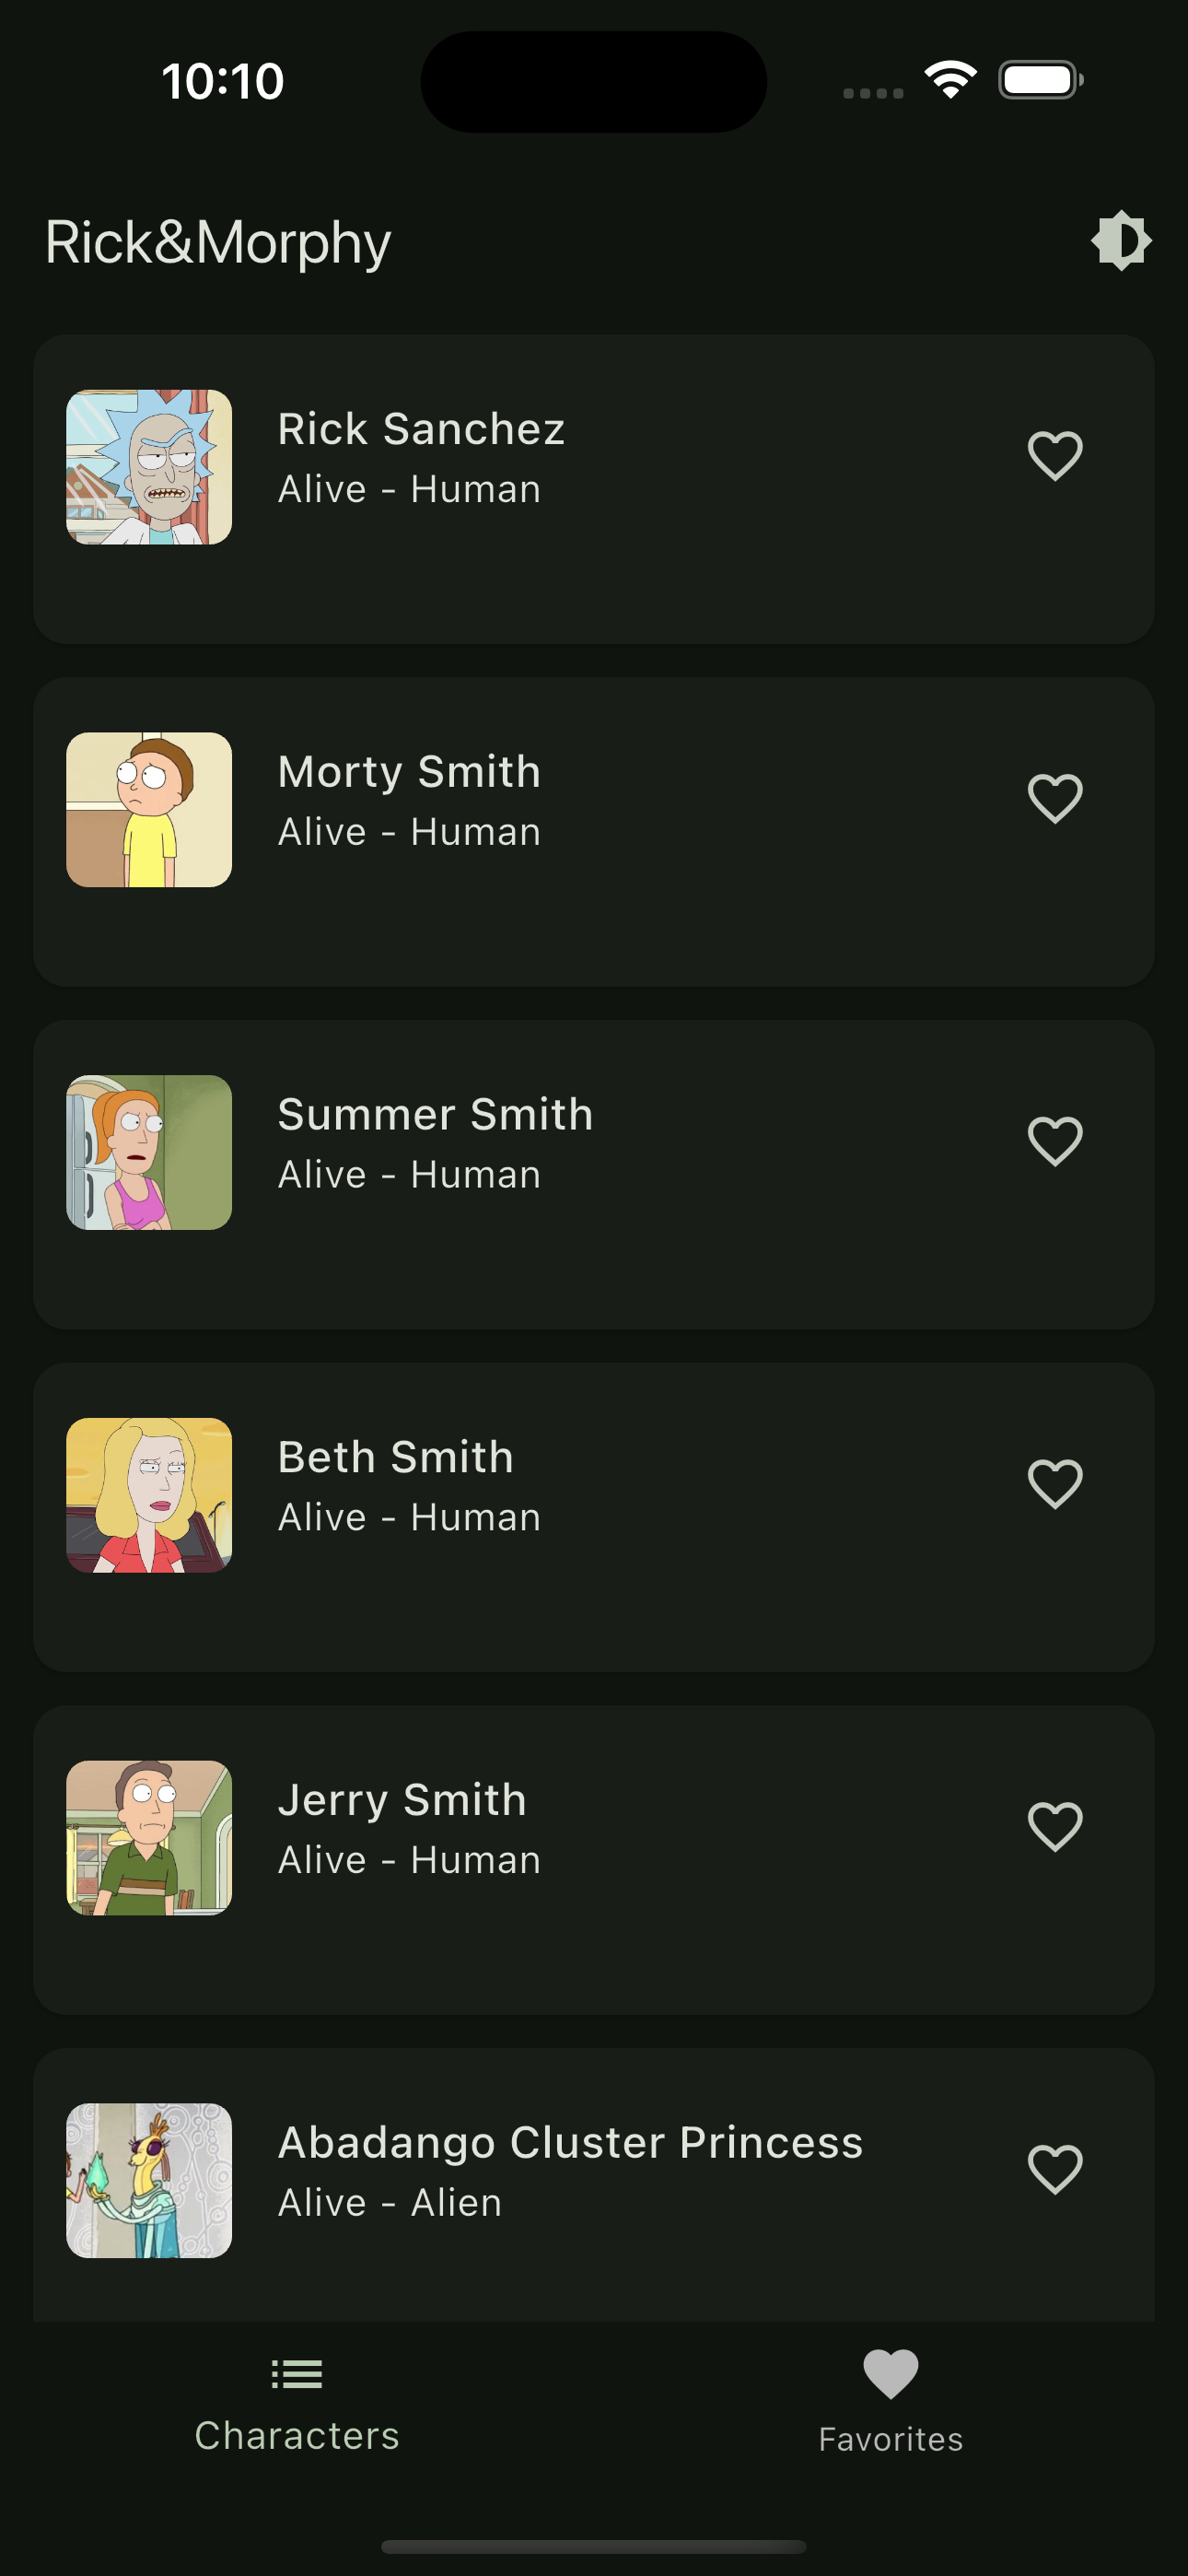 10:10
Rick&Morphy
Rick Sanchez
Alive - Human
Morty Smith
Alive - Human
Summer Smith
Alive - Human
Beth Smith
Alive - Human
Jerry Smith
Alive - Human
Abadango Cluster Princess
Alive - Alien
Characters
Favorites